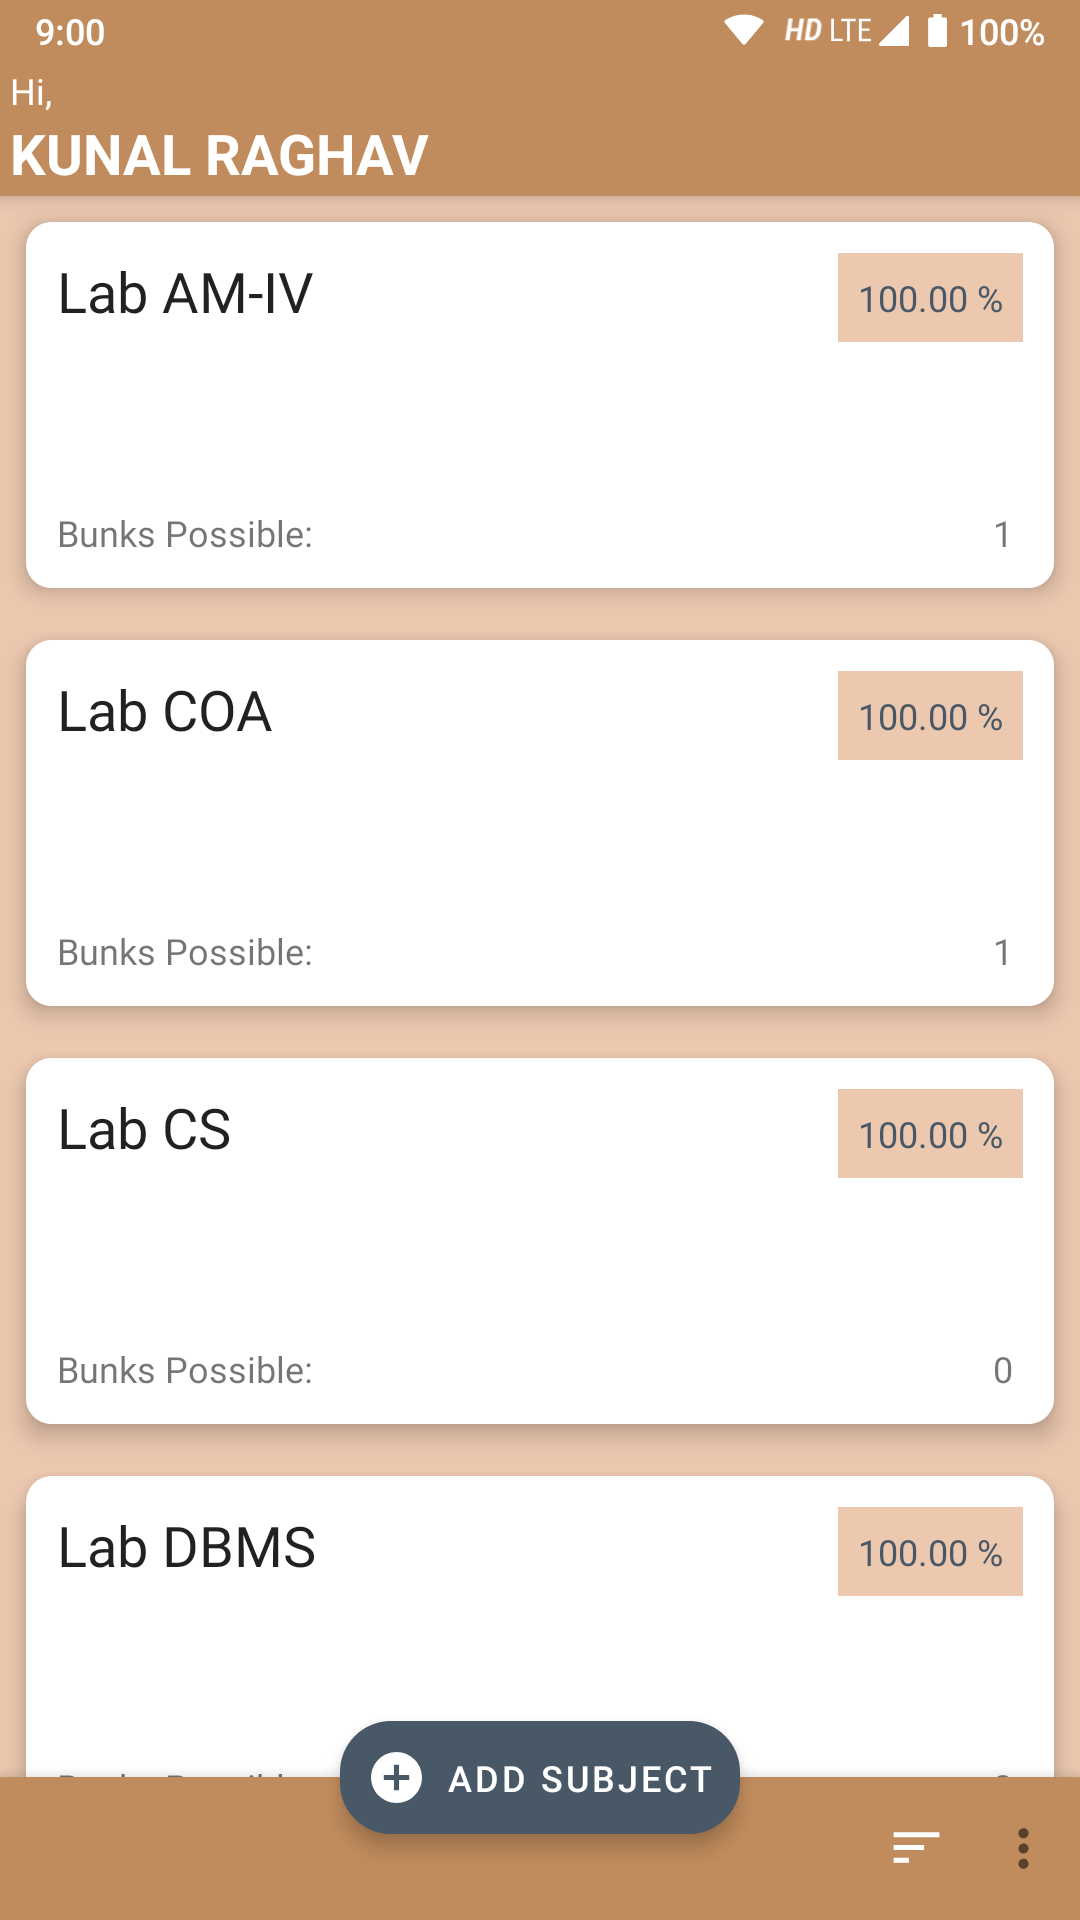 9:00 HD LTE 100%
Hi,
KUNAL RAGHAV
Lab AM-IV 100.00 %
Bunks Possible: 1
Lab COA 100.00 %
Bunks Possible: 1
Lab CS 100.00 %
Bunks Possible: 0
Lab DBMS 100.00 %
ADD SUBJECT